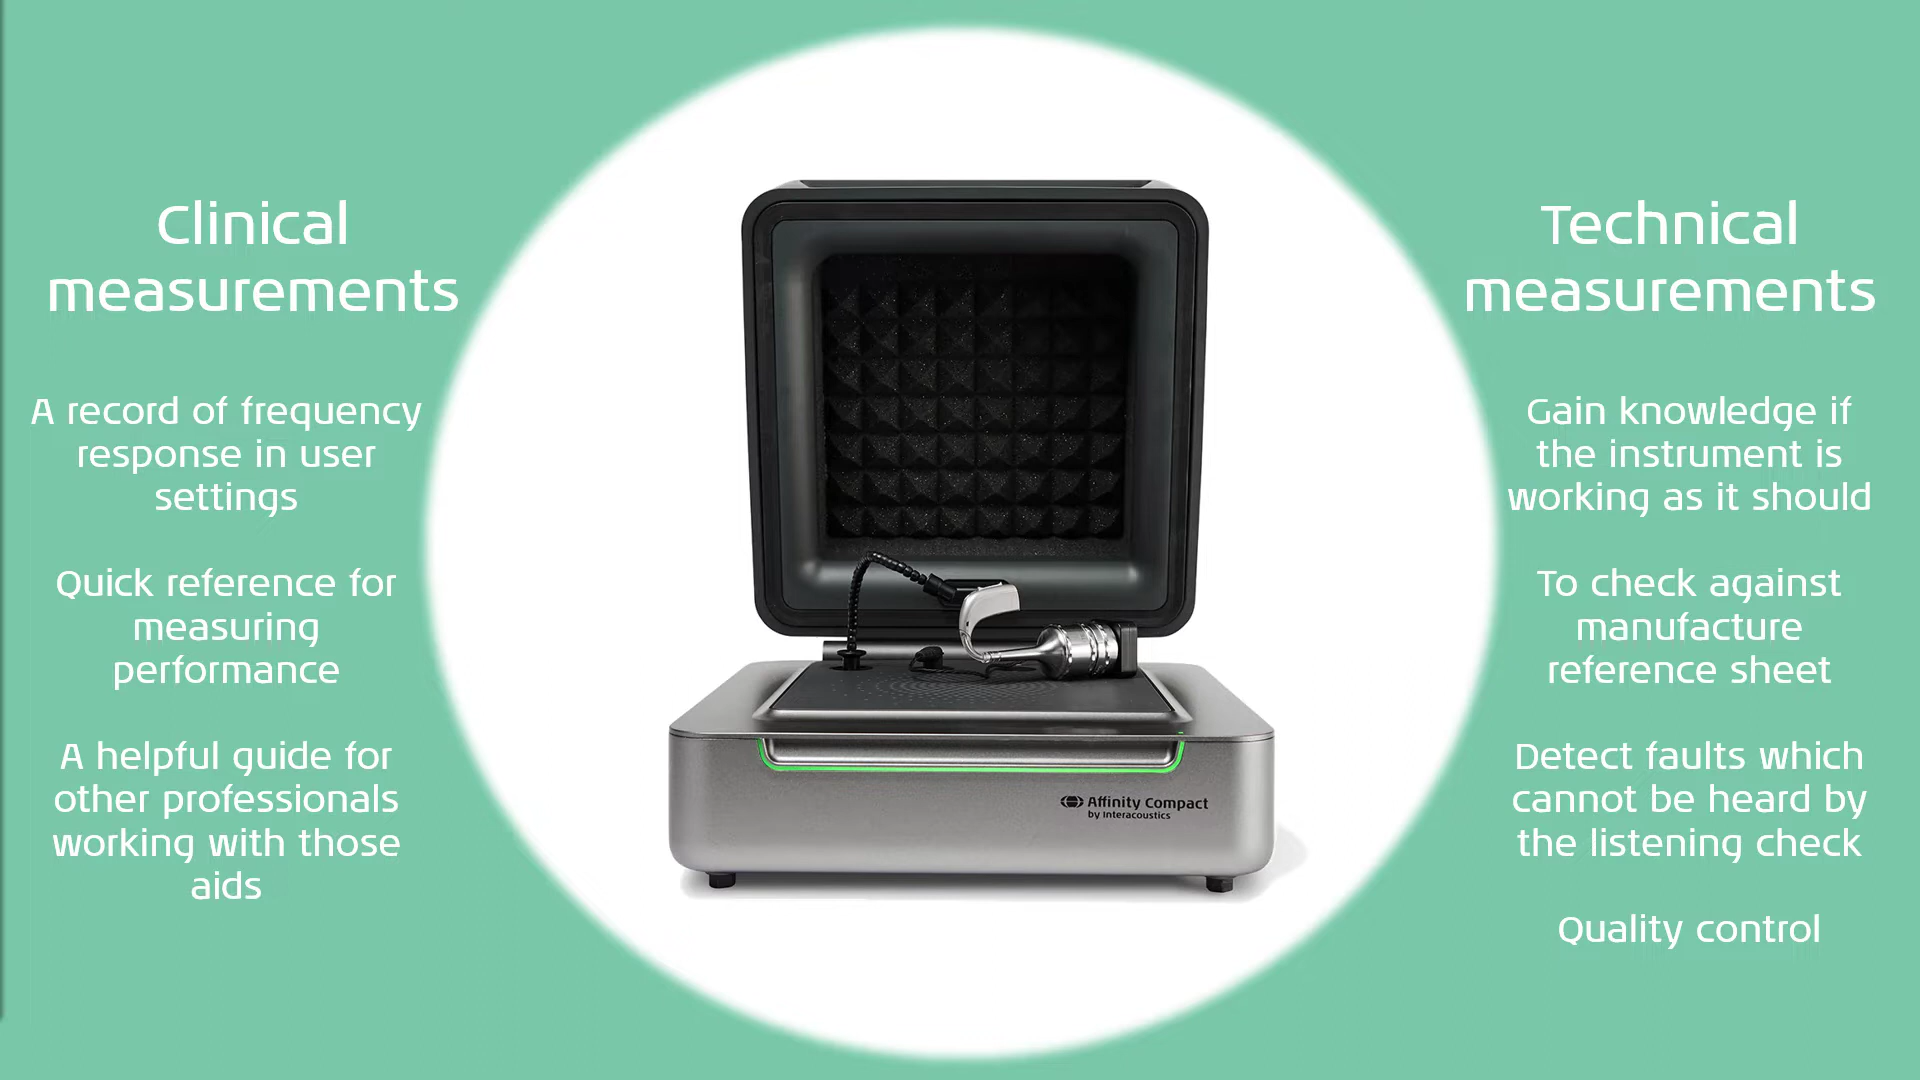 Clinical
measurements
A record of frequency
response in user
settings
Quick reference for
measuring
performance
A helpful guide for
other professionals
working with those
aids
Affinity Compact
by Interacoustics
Technical
measurements
Gain knowledge if
the instrument is
working as it should
To check against
manufacture
reference sheet
Detect faults which
cannot be heard by
the listening check
Quality control